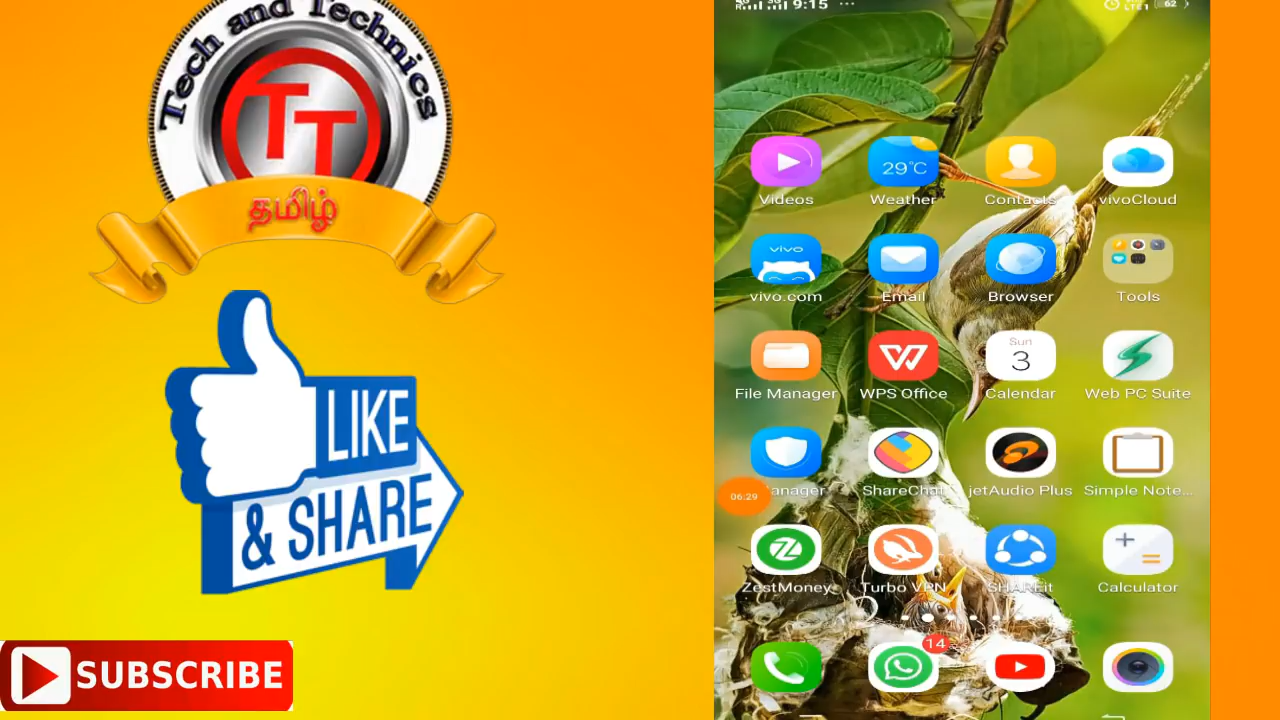 Tech and Technics
TT
தமிழ்
LIKE
& SHARE
SUBSCRIBE
9:15
62
29°C
Videos
Weather
Contacts
vivoCloud
vivo
vivo.com
Email
Browser
Tools
Sun
3
File Manager
WPS Office
Calendar
Web PC Suite
06:29
anager
ShareChat
jetAudio Plus
Simple Note...
ZestMoney
Turbo VPN
SHAREit
Calculator
14